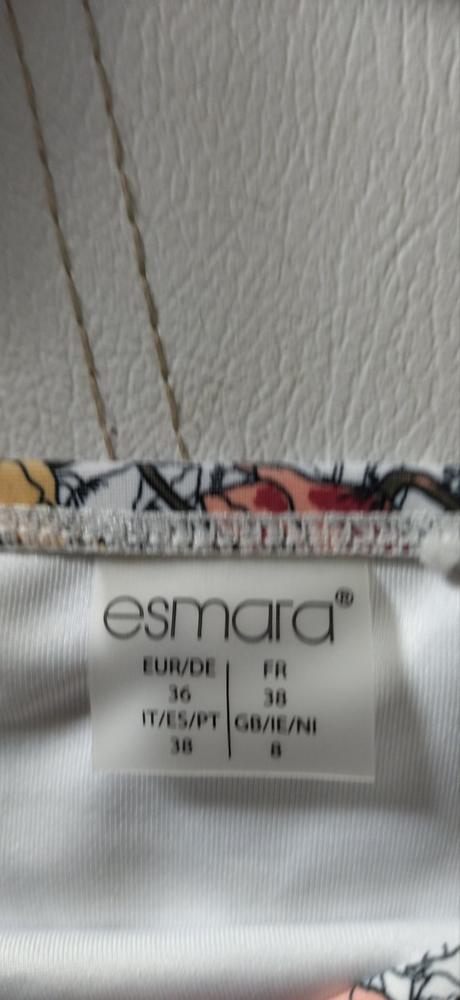 esmara®
EUR/DE FR
36 38
IT/ES/PT GB/IE/NI
38 8